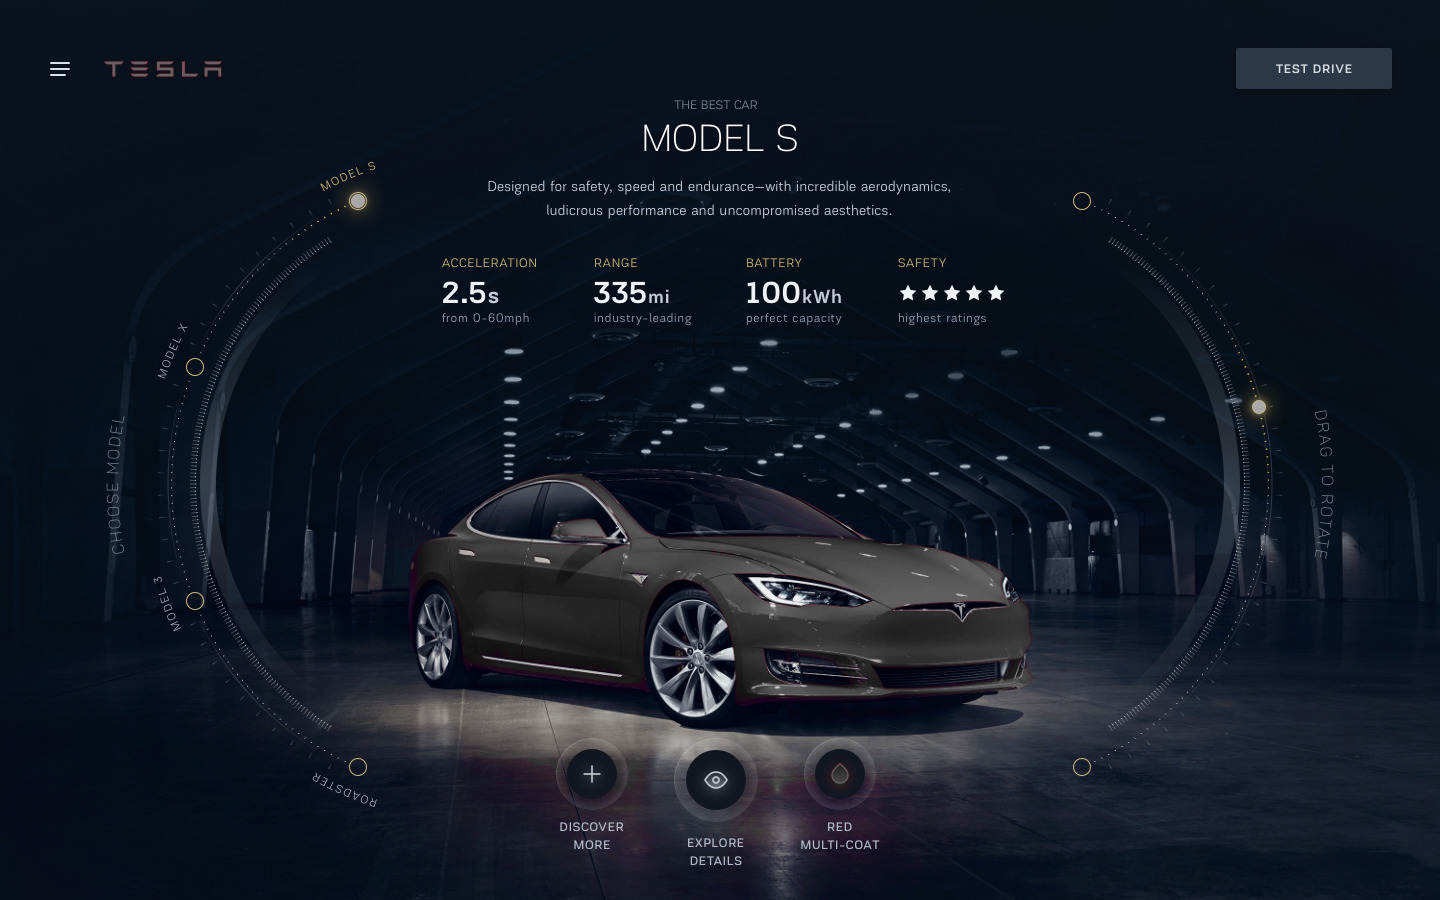 TESLA
TEST DRIVE
THE BEST CAR
MODEL S
Designed for safety, speed and endurance—with incredible aerodynamics,
ludicrous performance and uncompromised aesthetics.
ACCELERATION
2.5s
from 0-60mph
RANGE
335mi
industry-leading
BATTERY
100kWh
perfect capacity
SAFETY
highest ratings
MODEL S
MODEL X
CHOOSE MODEL
MODEL 3
ROADSTER
DRAG TO ROTATE
DISCOVER
MORE
EXPLORE
DETAILS
RED
MULTI-COAT